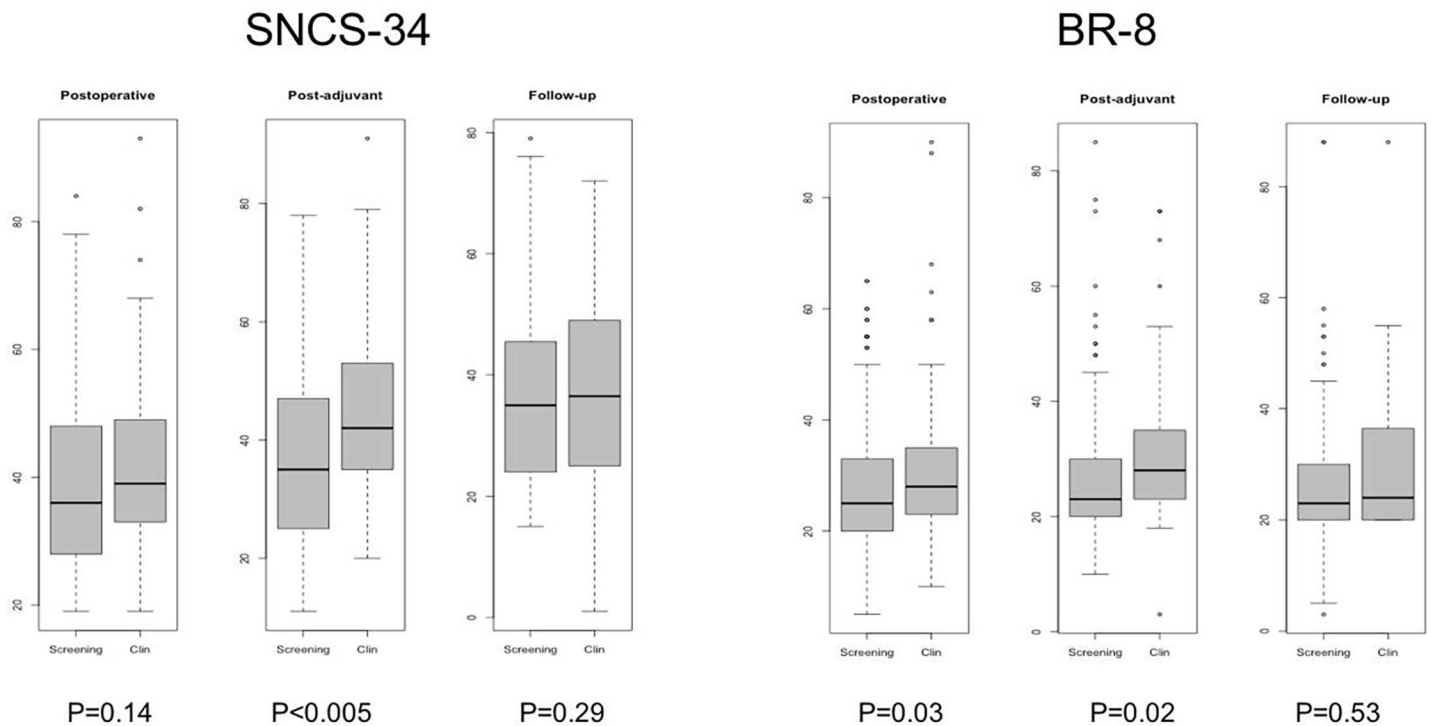 SNCS-34
BR-8
Postoperative
Post-adjuvant
Follow-up
Postoperative
Post-adjuvant
Follow-up
20
40
60
80
20
40
60
80
0
20
40
60
80
20
40
60
80
0
20
40
60
80
0
20
40
60
80
Screening Clin
Screening Clin
Screening Clin
Screening Clin
Screening Clin
Screening Clin
P=0.14
P<0.005
P=0.29
P=0.03
P=0.02
P=0.53